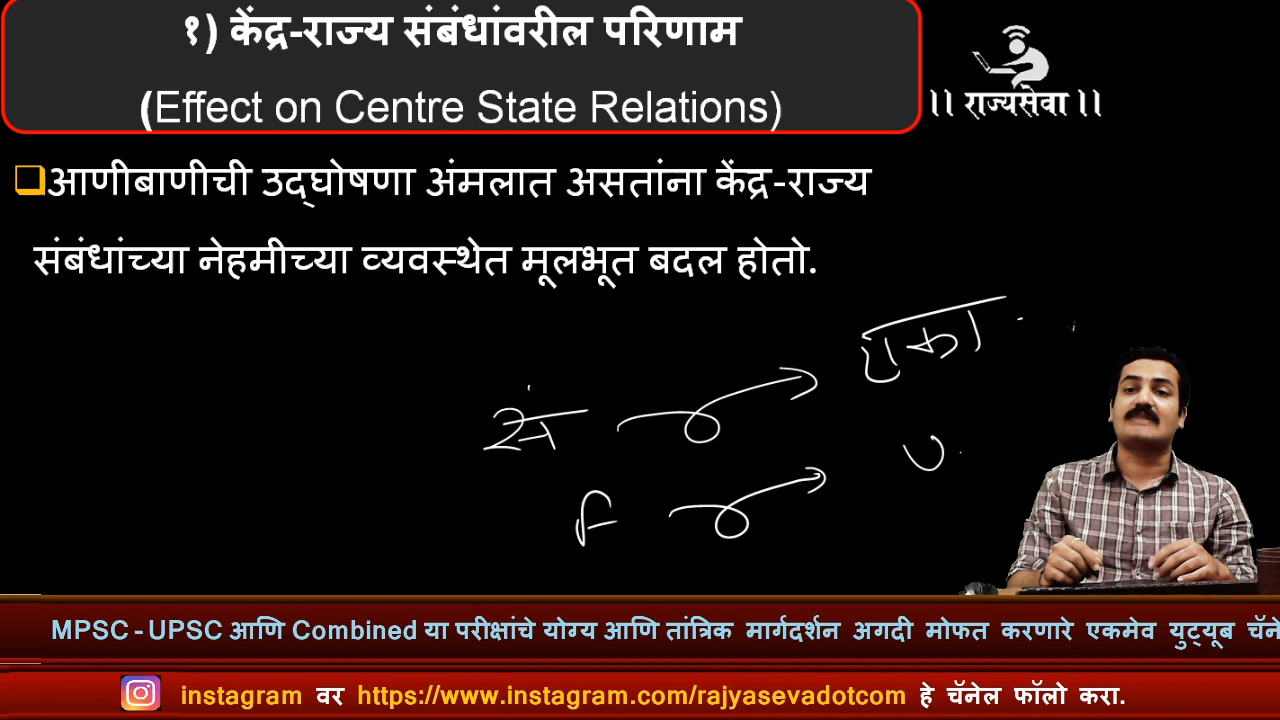 १) केंद्र-राज्य संबंधांवरील परिणाम
(Effect on Centre State Relations)
।। राज्यसेवा ।।
आणीबाणीची उद्‌घोषणा अंमलात असतांना केंद्र-राज्य
संबंधांच्या नेहमीच्या व्यवस्थेत मूलभूत बदल होतो.
एका
सं
U
F
MPSC - UPSC आणि Combined या परीक्षांचे योग्य आणि तांत्रिक मार्गदर्शन अगदी मोफत करणारे एकमेव युट्यूब चॅने
instagram वर https://www.instagram.com/rajyasevadotcom हे चॅनेल फॉलो करा.